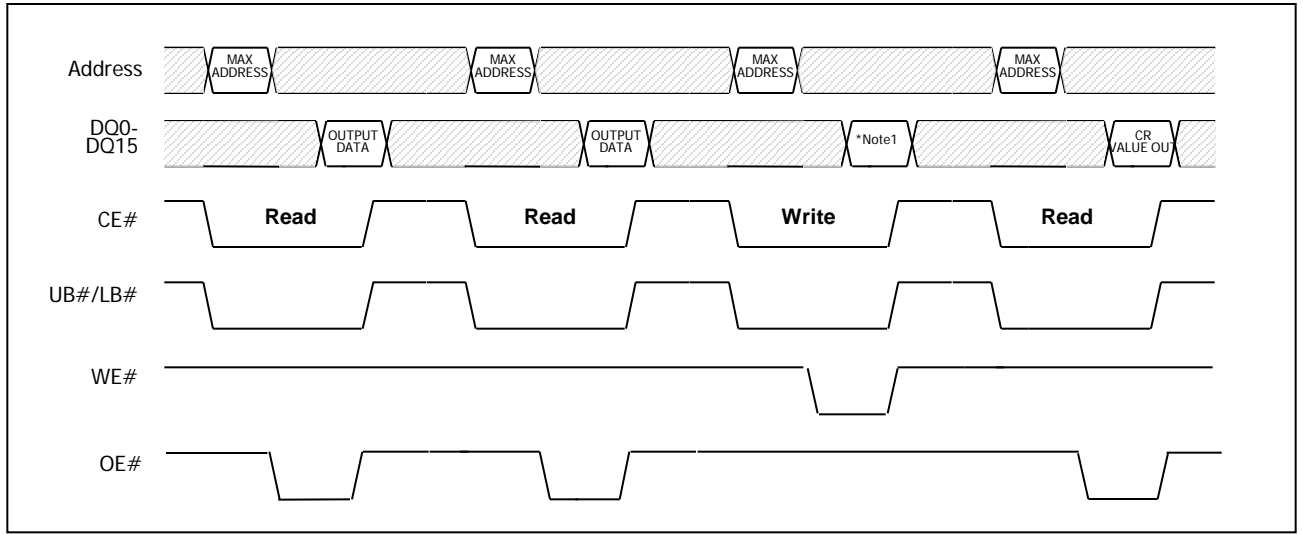 Address
MAX
ADDRESS
MAX
ADDRESS
MAX
ADDRESS
MAX
ADDRESS
DQ0-
DQ15
OUTPUT
DATA
OUTPUT
DATA
*Note1
CR
VALUE OUT
CE#
Read
Read
Write
Read
UB#/LB#
WE#
OE#